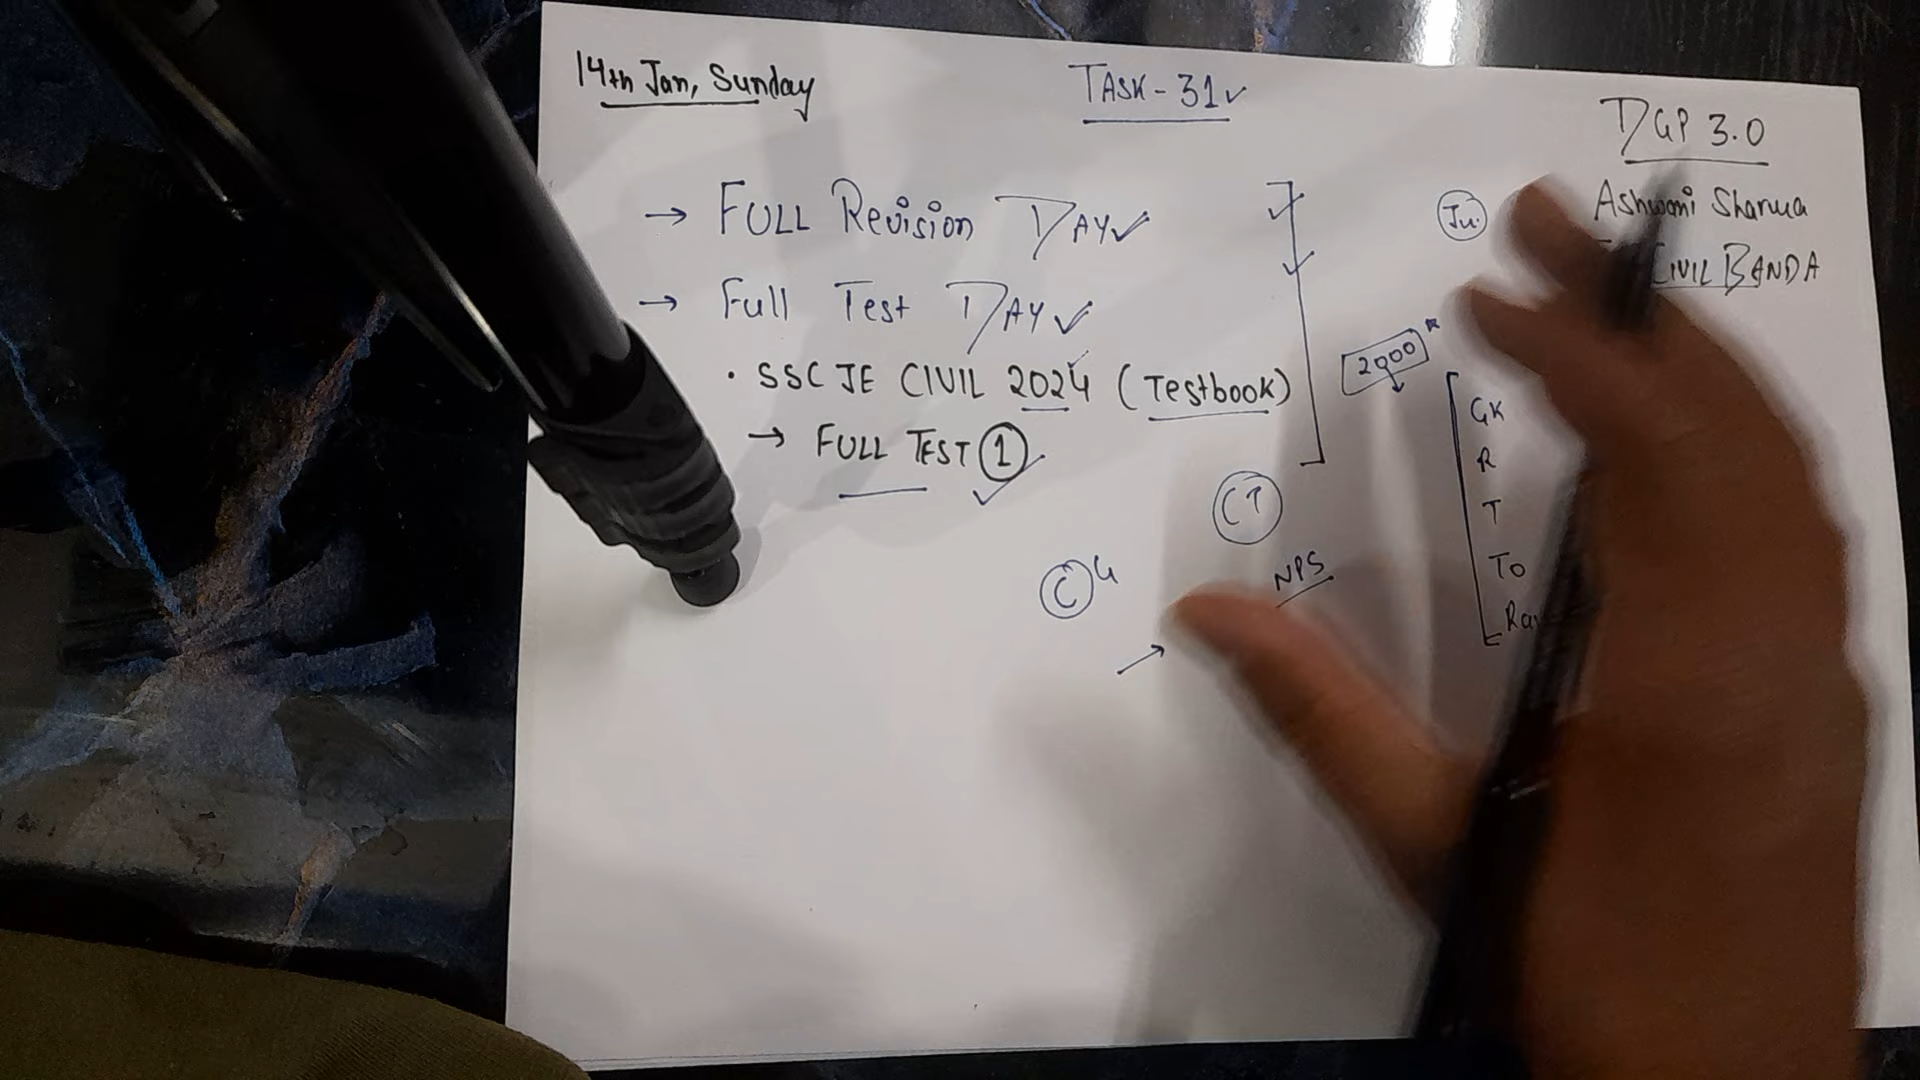 14th Jan, Sunday
TASK - 31
DGP 3.0
Ashwani Sharma
CIVIL BANDA
→ FULL Revision DAY
→ Full Test DAY
• SSC JE CIVIL 2024 (Testbook)
→ FULL TEST 1
Ju.
2000
GK
R
T
To
CT
C 4
NPS